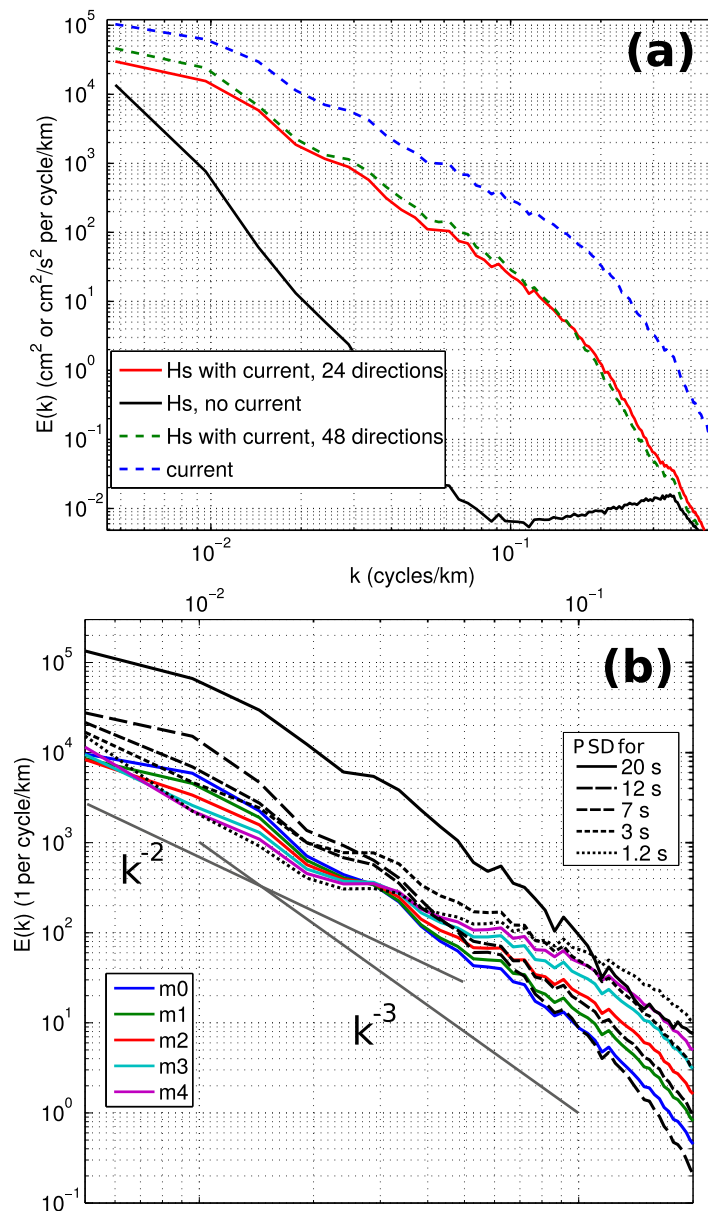 (a)
10^5
10^4
10^3
10^2
10^1
10^0
10^-1
10^-2
E(k) (cm^2 or cm^2/s^2 per cycle/km)
Hs with current, 24 directions
Hs, no current
Hs with current, 48 directions
current
10^-2 10^-1
k (cycles/km)
10^-2 10^-1
(b)
10^5
10^4
10^3
10^2
10^1
10^0
10^-1
E(k) (1 per cycle/km)
PSD for
20 s
12 s
7 s
3 s
1.2 s
k^-2
k^-3
m0
m1
m2
m3
m4